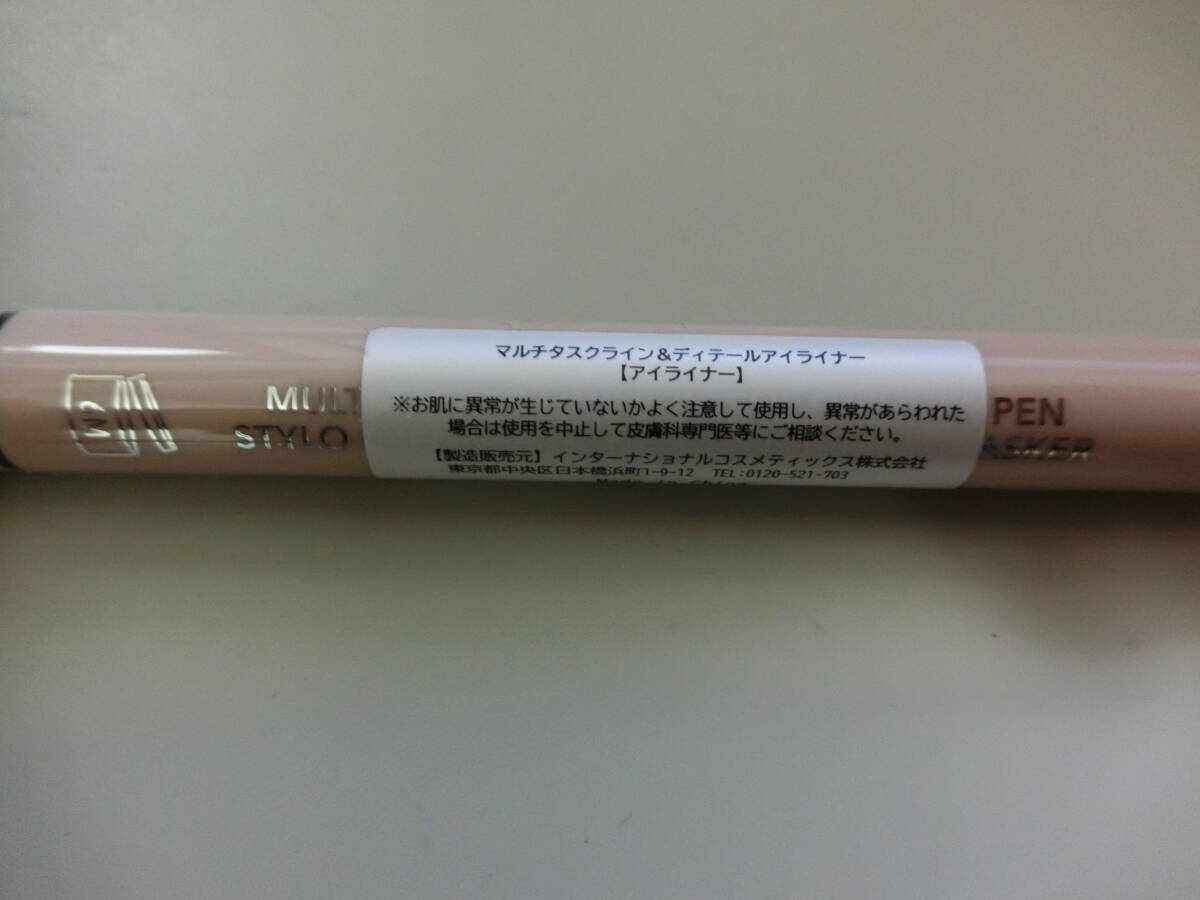 6M
MULT
STYLO
マルチタスクライン&ディテールアイライナー
【アイライナー】
※お肌に異常が生じていないかよく注意して使用し、異常があらわれた
場合は使用を中止して皮膚科専門医等にご相談ください。
【製造販売元】インターナショナルコスメティックス株式会社
東京都中央区日本橋浜町1-9-12 TEL:0120-521-703
Made in China
PEN
ASKER